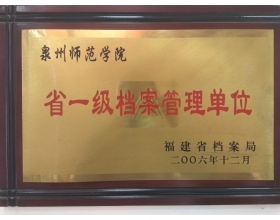 泉州师范学院
省一级档案管理单位
福建省档案局
二〇〇六年十二月